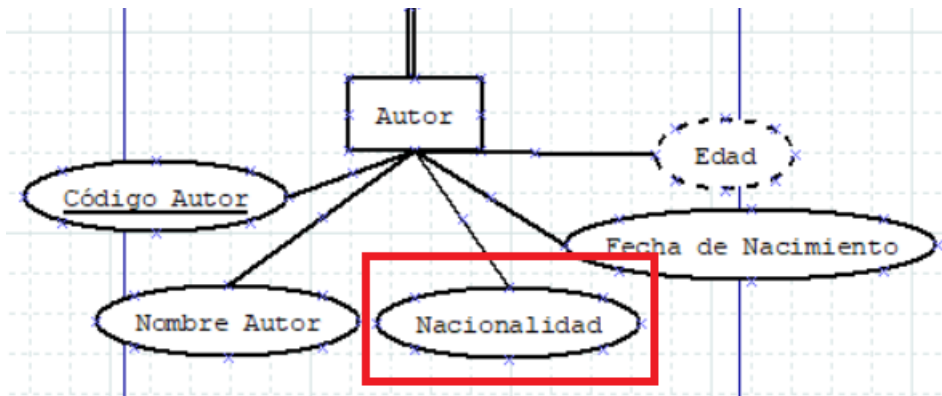 Autor
Edad
Código Autor
Fecha de Nacimiento
Nombre Autor
Nacionalidad